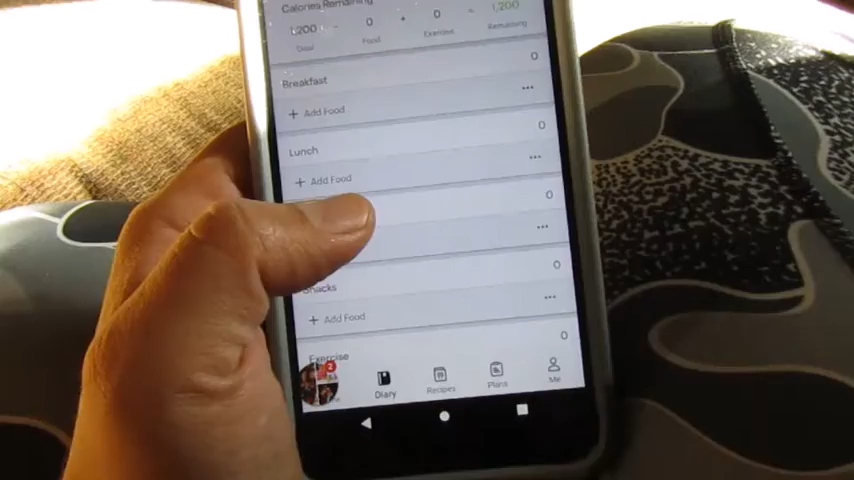 Calories Remaining
1,200 - 0 + 0 = 1,200
Goal Food Exercise Remaining
Breakfast 0
+ Add Food ...
Lunch 0
+ Add Food ...
0
...
Snacks 0
+ Add Food ...
Exercise 0
2
Diary Recipes Plans Me